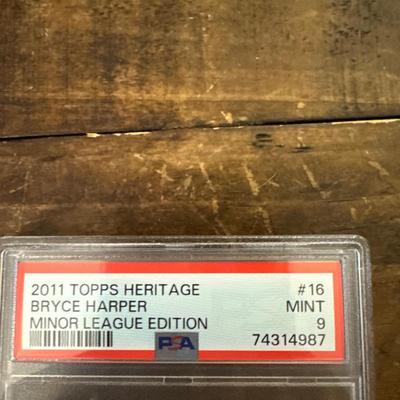 2011 TOPPS HERITAGE #16
BRYCE HARPER MINT
MINOR LEAGUE EDITION 9
PSA 74314987